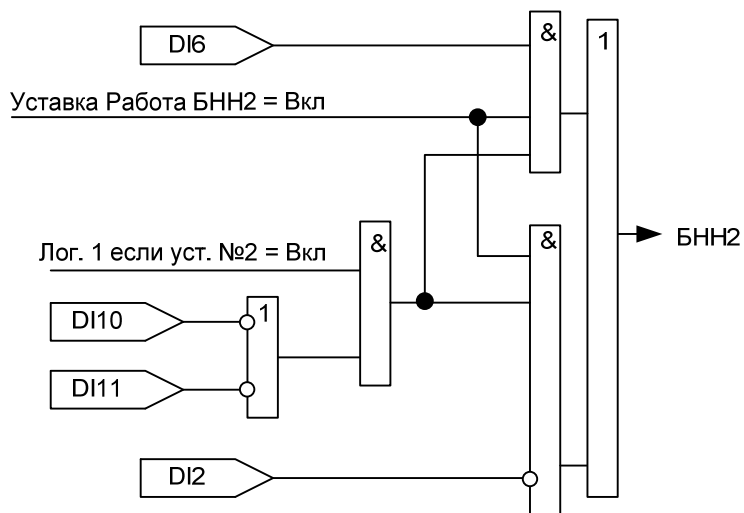 DI6
&
1
Уставка Работа БНН2 = Вкл
&
&
БНН2
Лог. 1 если уст. №2 = Вкл
DI10
1
DI11
DI2